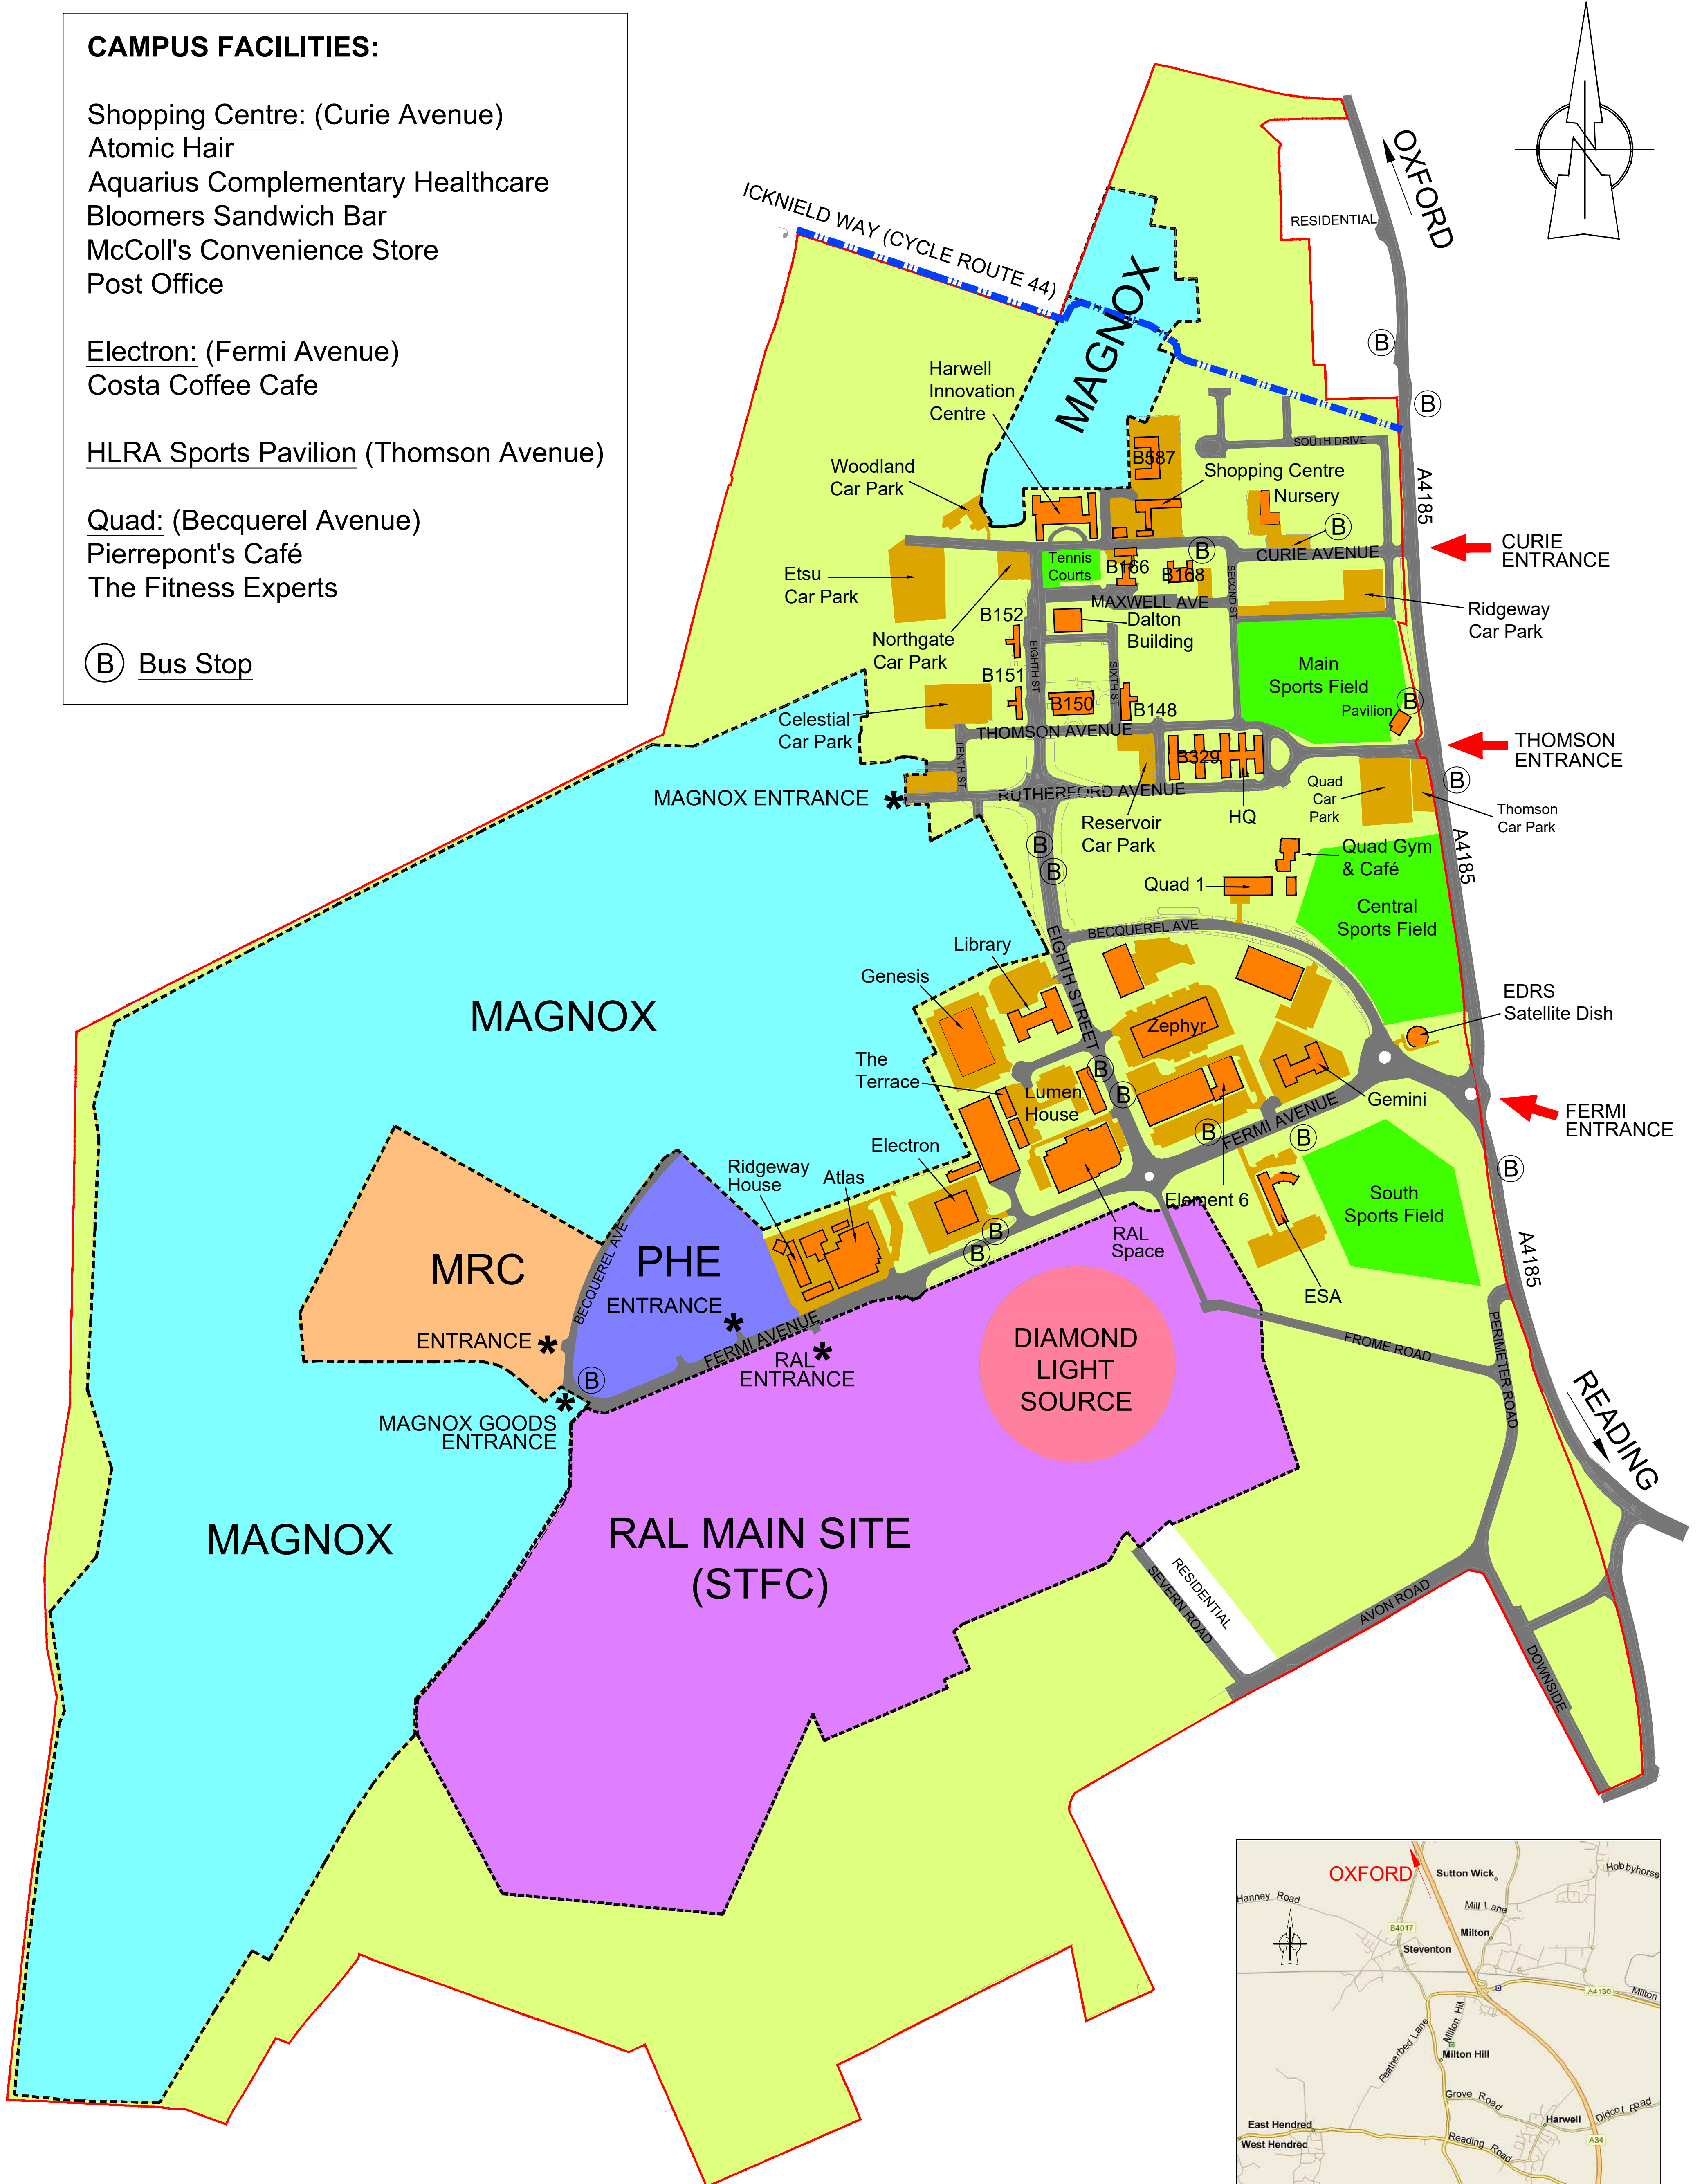 CAMPUS FACILITIES:
Shopping Centre: (Curie Avenue)
Atomic Hair
Aquarius Complementary Healthcare
Bloomers Sandwich Bar
McColl's Convenience Store
Post Office
Electron: (Fermi Avenue)
Costa Coffee Cafe
HLRA Sports Pavilion (Thomson Avenue)
Quad: (Becquerel Avenue)
Pierrepont's Café
The Fitness Experts
B Bus Stop
N
OXFORD
RESIDENTIAL
ICKNIELD WAY (CYCLE ROUTE 44)
MAGNOX
B
B
Harwell
Innovation
Centre
SOUTH DRIVE
Woodland
Car Park
B587
Shopping Centre
Nursery
A4185
B
B
CURIE AVENUE
CURIE
ENTRANCE
Etsu
Car Park
Tennis
Courts
B166
B168
SECOND ST
MAXWELL AVE
Ridgeway
Car Park
B152
Dalton
Building
Northgate
Car Park
EIGHTH ST
SIXTH ST
Main
Sports Field
B151
B150
B148
Pavilion
B
Celestial
Car Park
THOMSON AVENUE
TENTH ST
B329
THOMSON
ENTRANCE
MAGNOX ENTRANCE *
RUTHERFORD AVENUE
HQ
Quad
Car
Park
B
Thomson
Car Park
Reservoir
Car Park
B
B
Quad Gym
& Café
A4185
Quad 1
Central
Sports Field
BECQUEREL AVE
EIGHTH STREET
Library
Genesis
MAGNOX
Zephyr
EDRS
Satellite Dish
The
Terrace
Lumen
House
B
B
Gemini
FERMI
ENTRANCE
B
FERMI AVENUE
B
Electron
B
Element 6
South
Sports Field
Ridgeway
House
Atlas
RAL
Space
ESA
A4185
MRC
BECQUEREL AVE
PHE
ENTRANCE *
B
B
ENTRANCE *
FERMI AVENUE
RAL *
ENTRANCE
B
DIAMOND
LIGHT
SOURCE
FROME ROAD
PERIMETER ROAD
READING
*
MAGNOX GOODS
ENTRANCE
MAGNOX
RAL MAIN SITE
(STFC)
RESIDENTIAL
SEVERN ROAD
AVON ROAD
DOWNSIDE
OXFORD
Sutton Wick
Hobbyhorse
Hanney Road
Mill Lane
B4017
Milton
Steventon
A4130
Milton
Featherbed Lane
Milton Hill
Milton Hill
Grove Road
Harwell
Didcot Road
East Hendred
West Hendred
Reading Road
A34